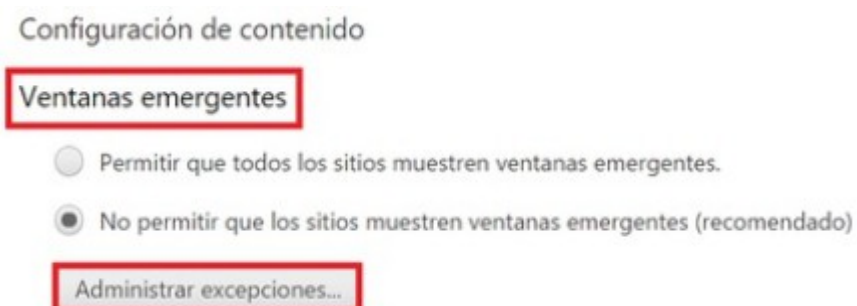 Configuración de contenido
Ventanas emergentes
Permitir que todos los sitios muestren ventanas emergentes.
No permitir que los sitios muestren ventanas emergentes (recomendado)
Administrar excepciones...